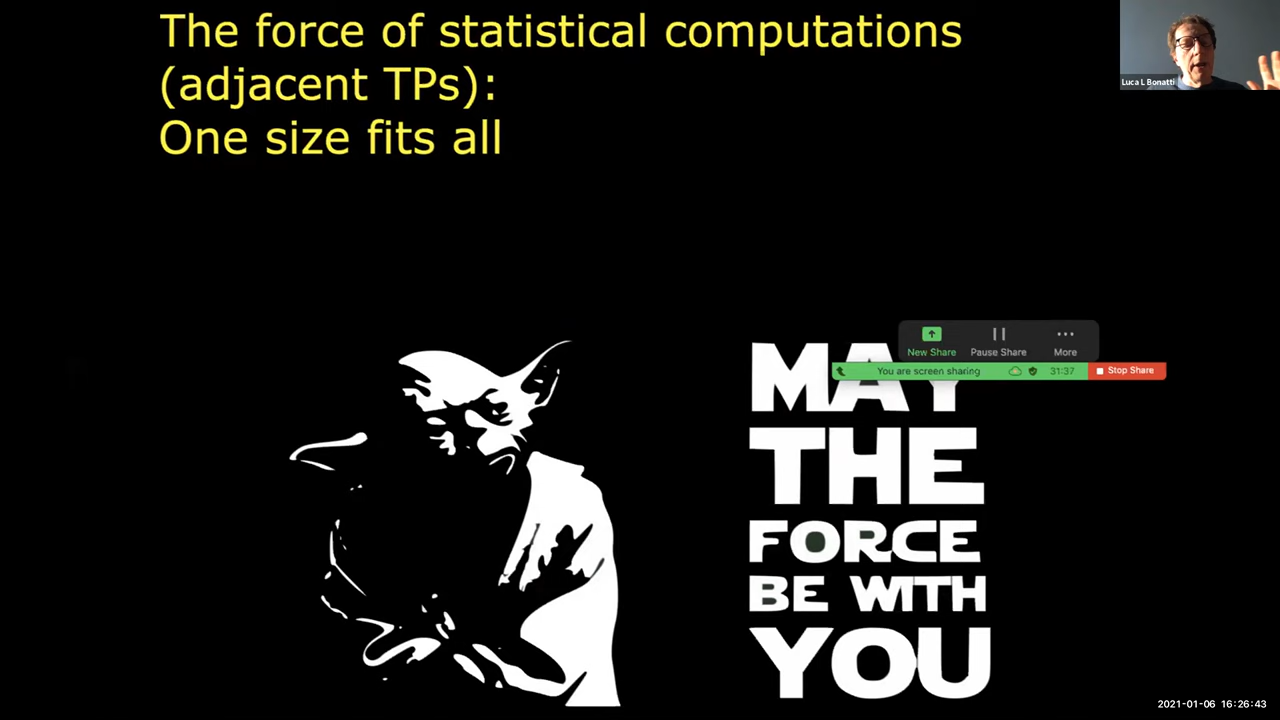 The force of statistical computations
(adjacent TPs):
One size fits all
Luca L Bonatti
New Share
Pause Share
More
You are screen sharing
31:37
Stop Share
MAY
THE
FORCE
BE WITH
YOU
2021-01-06 16:26:43